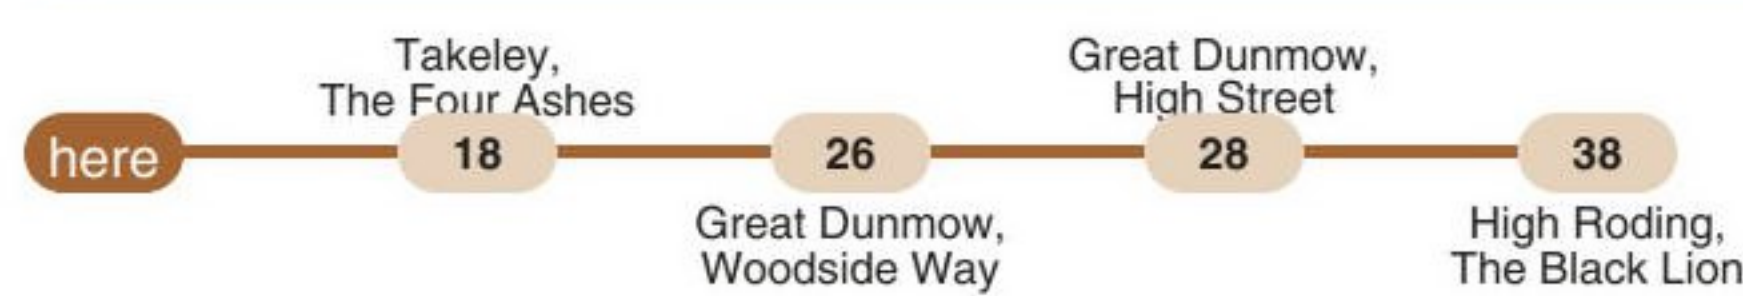 Takeley,
The Four Ashes
Great Dunmow,
High Street
here
18
26
28
38
Great Dunmow,
Woodside Way
High Roding,
The Black Lion